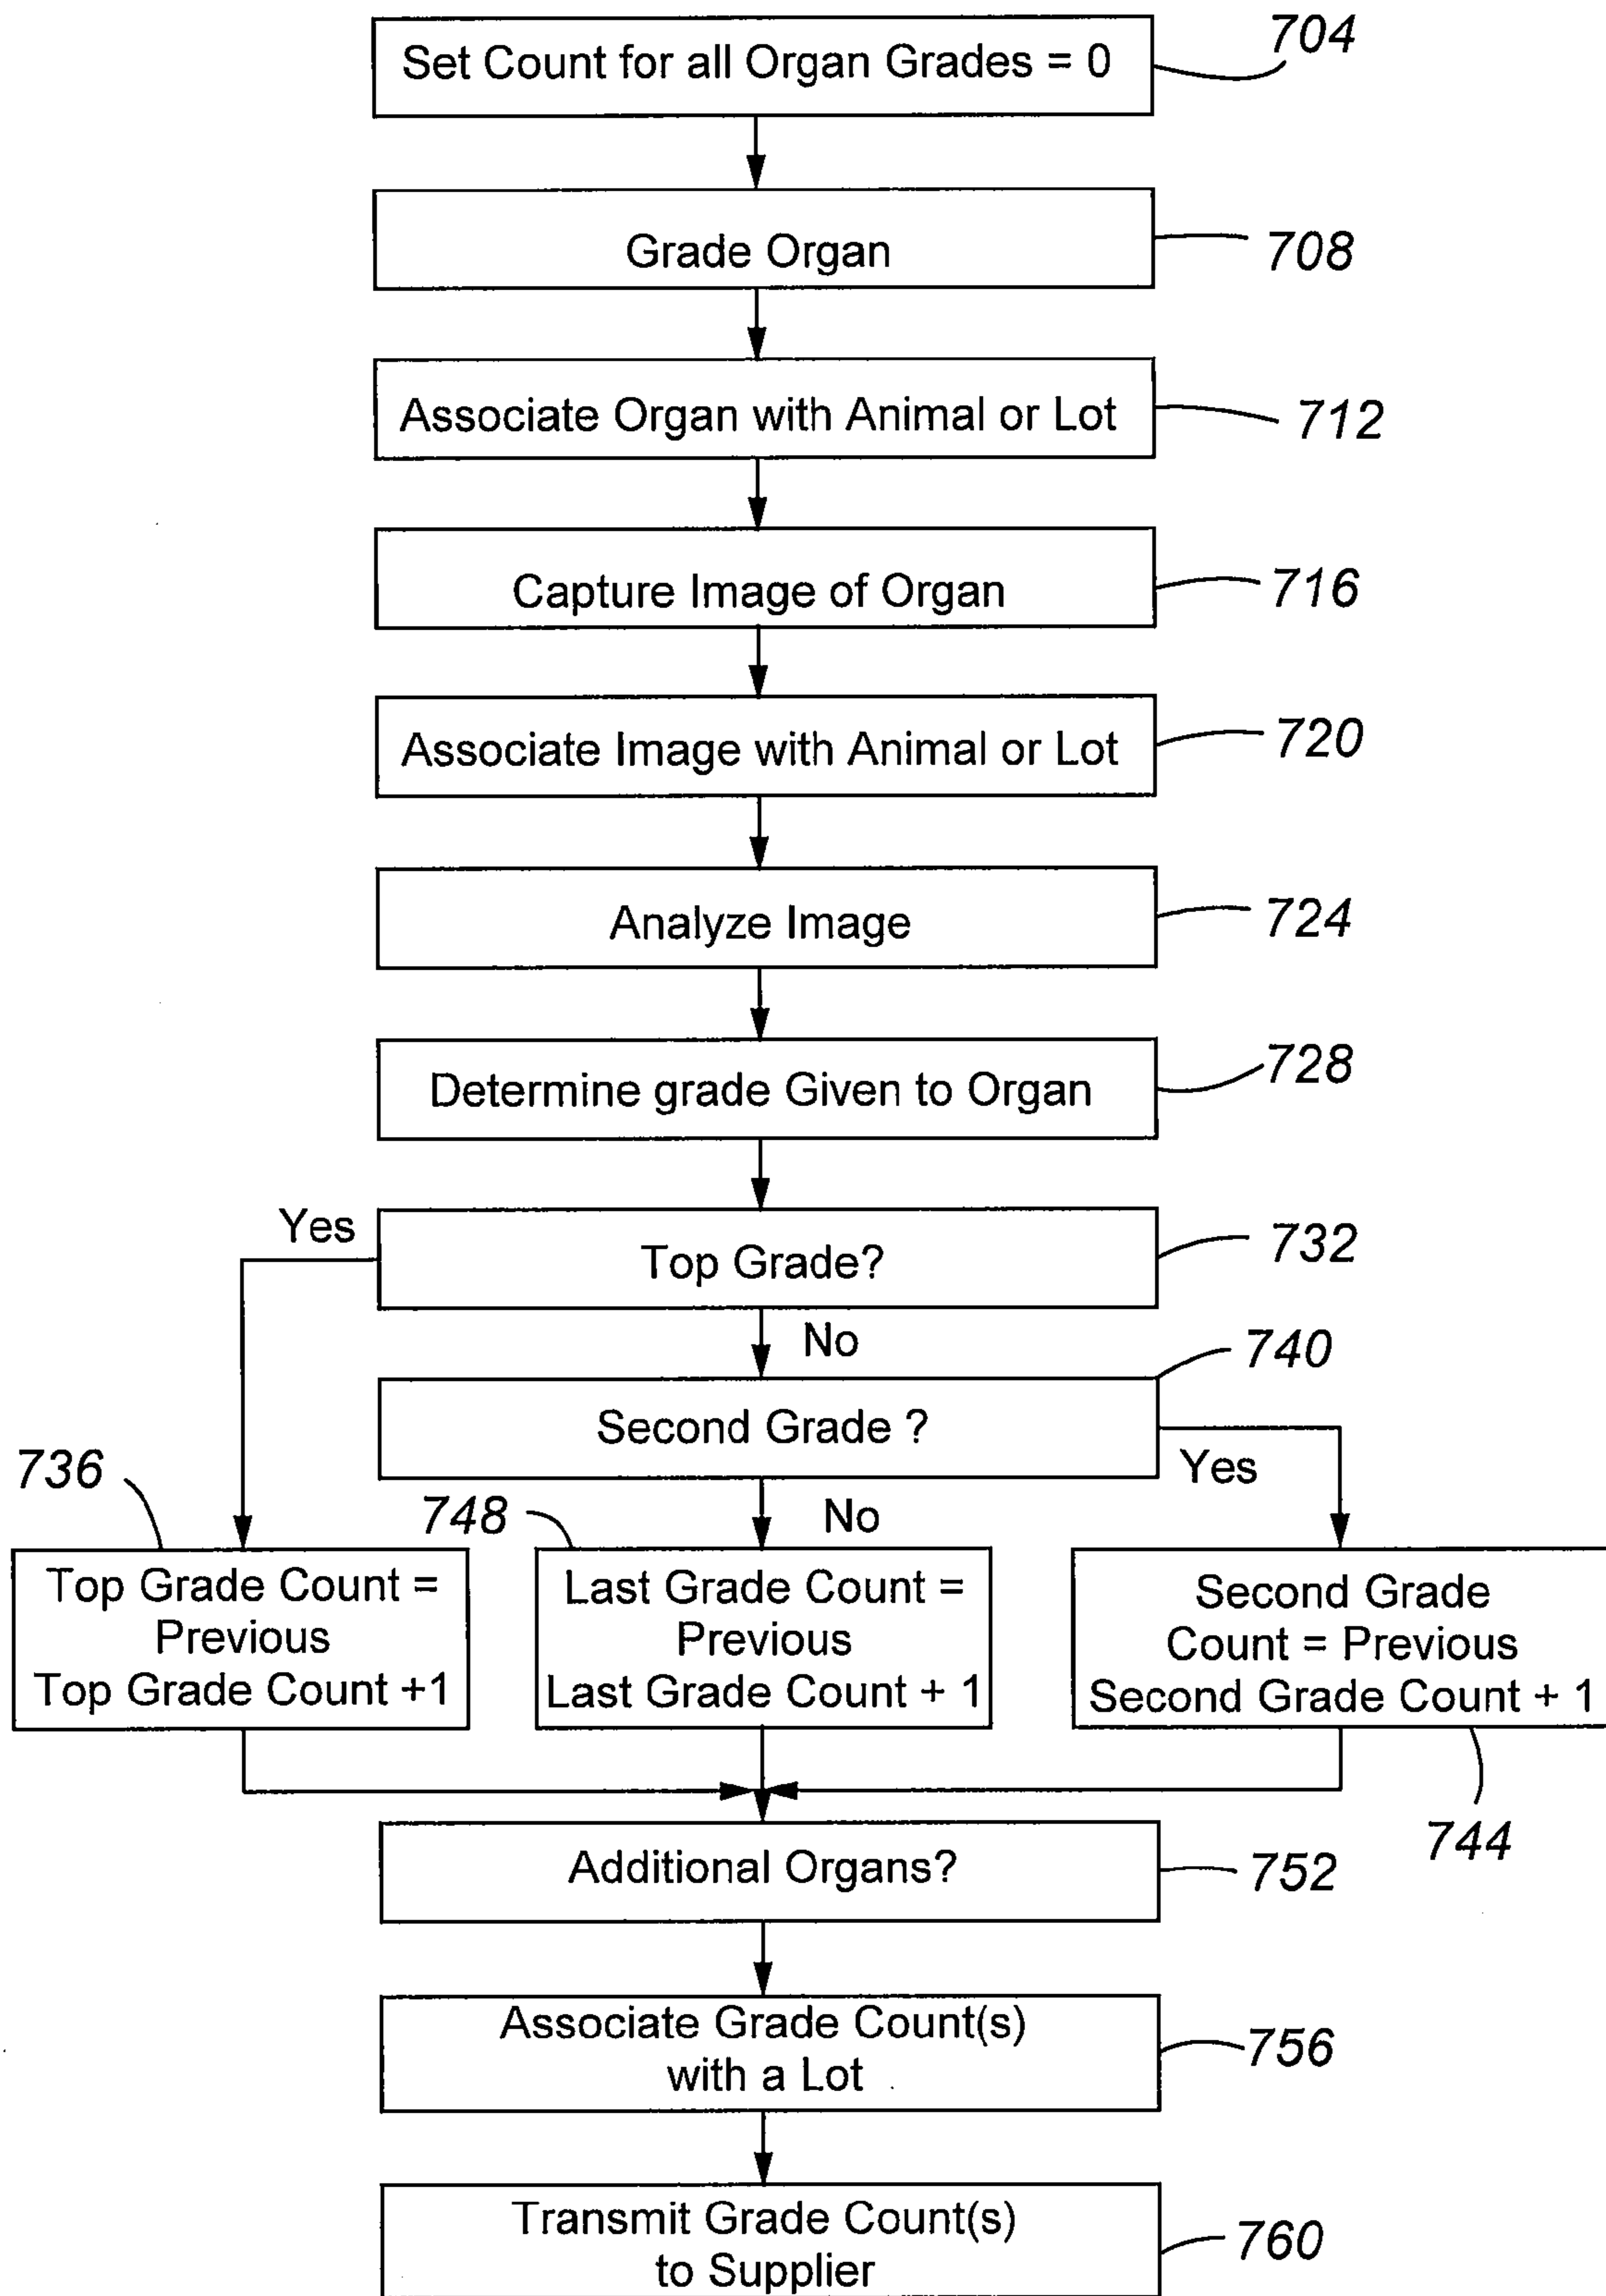 Set Count for all Organ Grades = 0
704
Grade Organ
708
Associate Organ with Animal or Lot
712
Capture Image of Organ
716
Associate Image with Animal or Lot
720
Analyze Image
724
Determine grade Given to Organ
728
Yes
Top Grade?
732
No
740
Second Grade ?
Yes
736
748
No
Top Grade Count =
Previous
Top Grade Count +1
Last Grade Count =
Previous
Last Grade Count + 1
Second Grade
Count = Previous
Second Grade Count + 1
744
Additional Organs?
752
Associate Grade Count(s)
with a Lot
756
Transmit Grade Count(s)
to Supplier
760